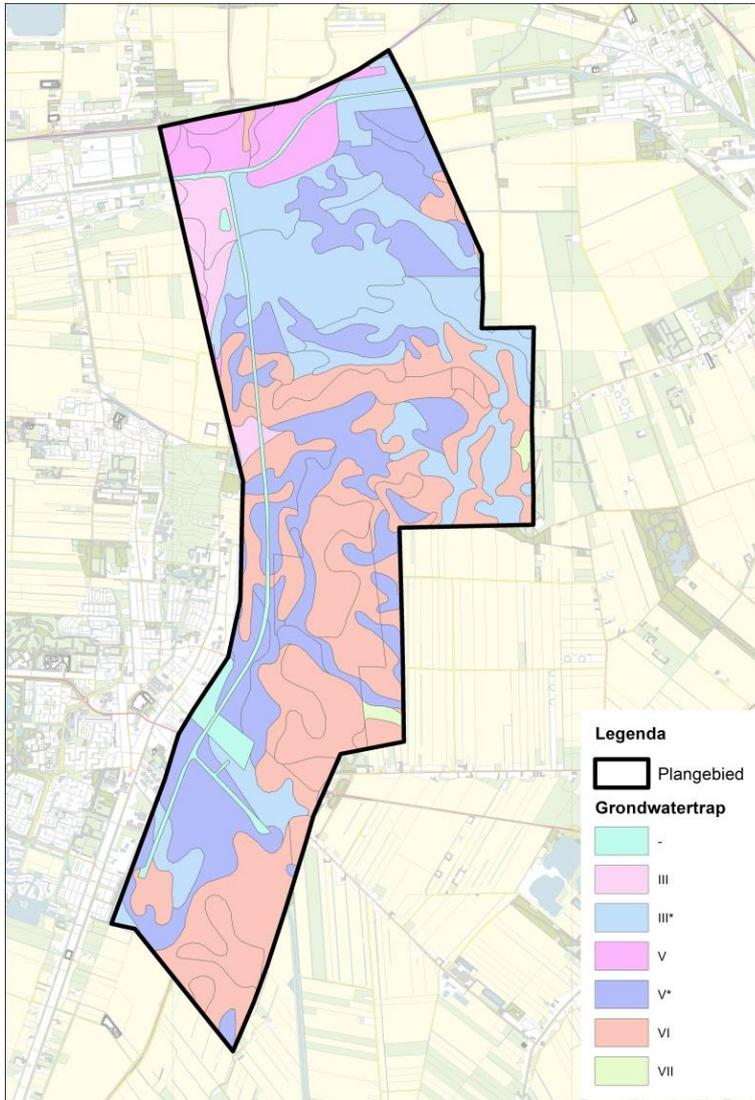 Legenda
Plangebied
Grondwatertrap
-
III
III*
V
V*
VI
VII